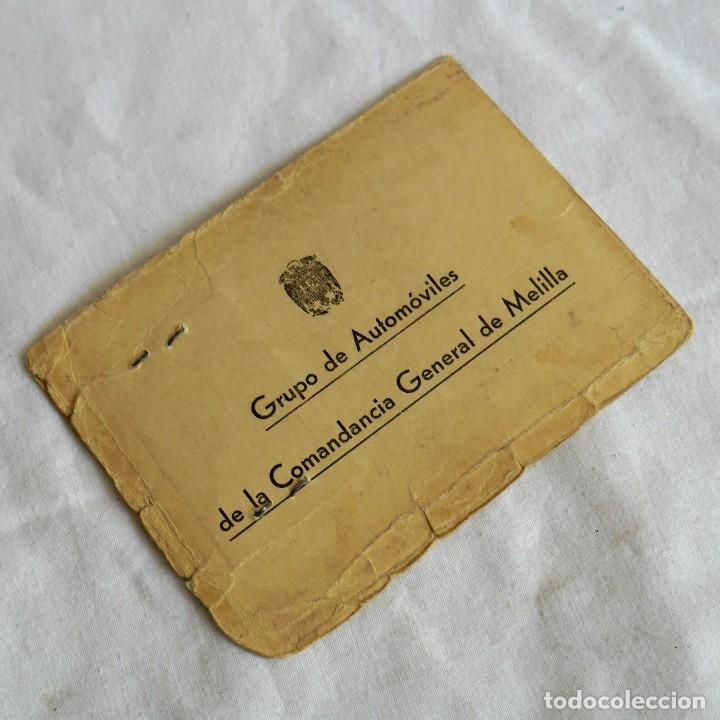 Grupo de Automóviles
de la Comandancia General de Melilla
todocoleccion